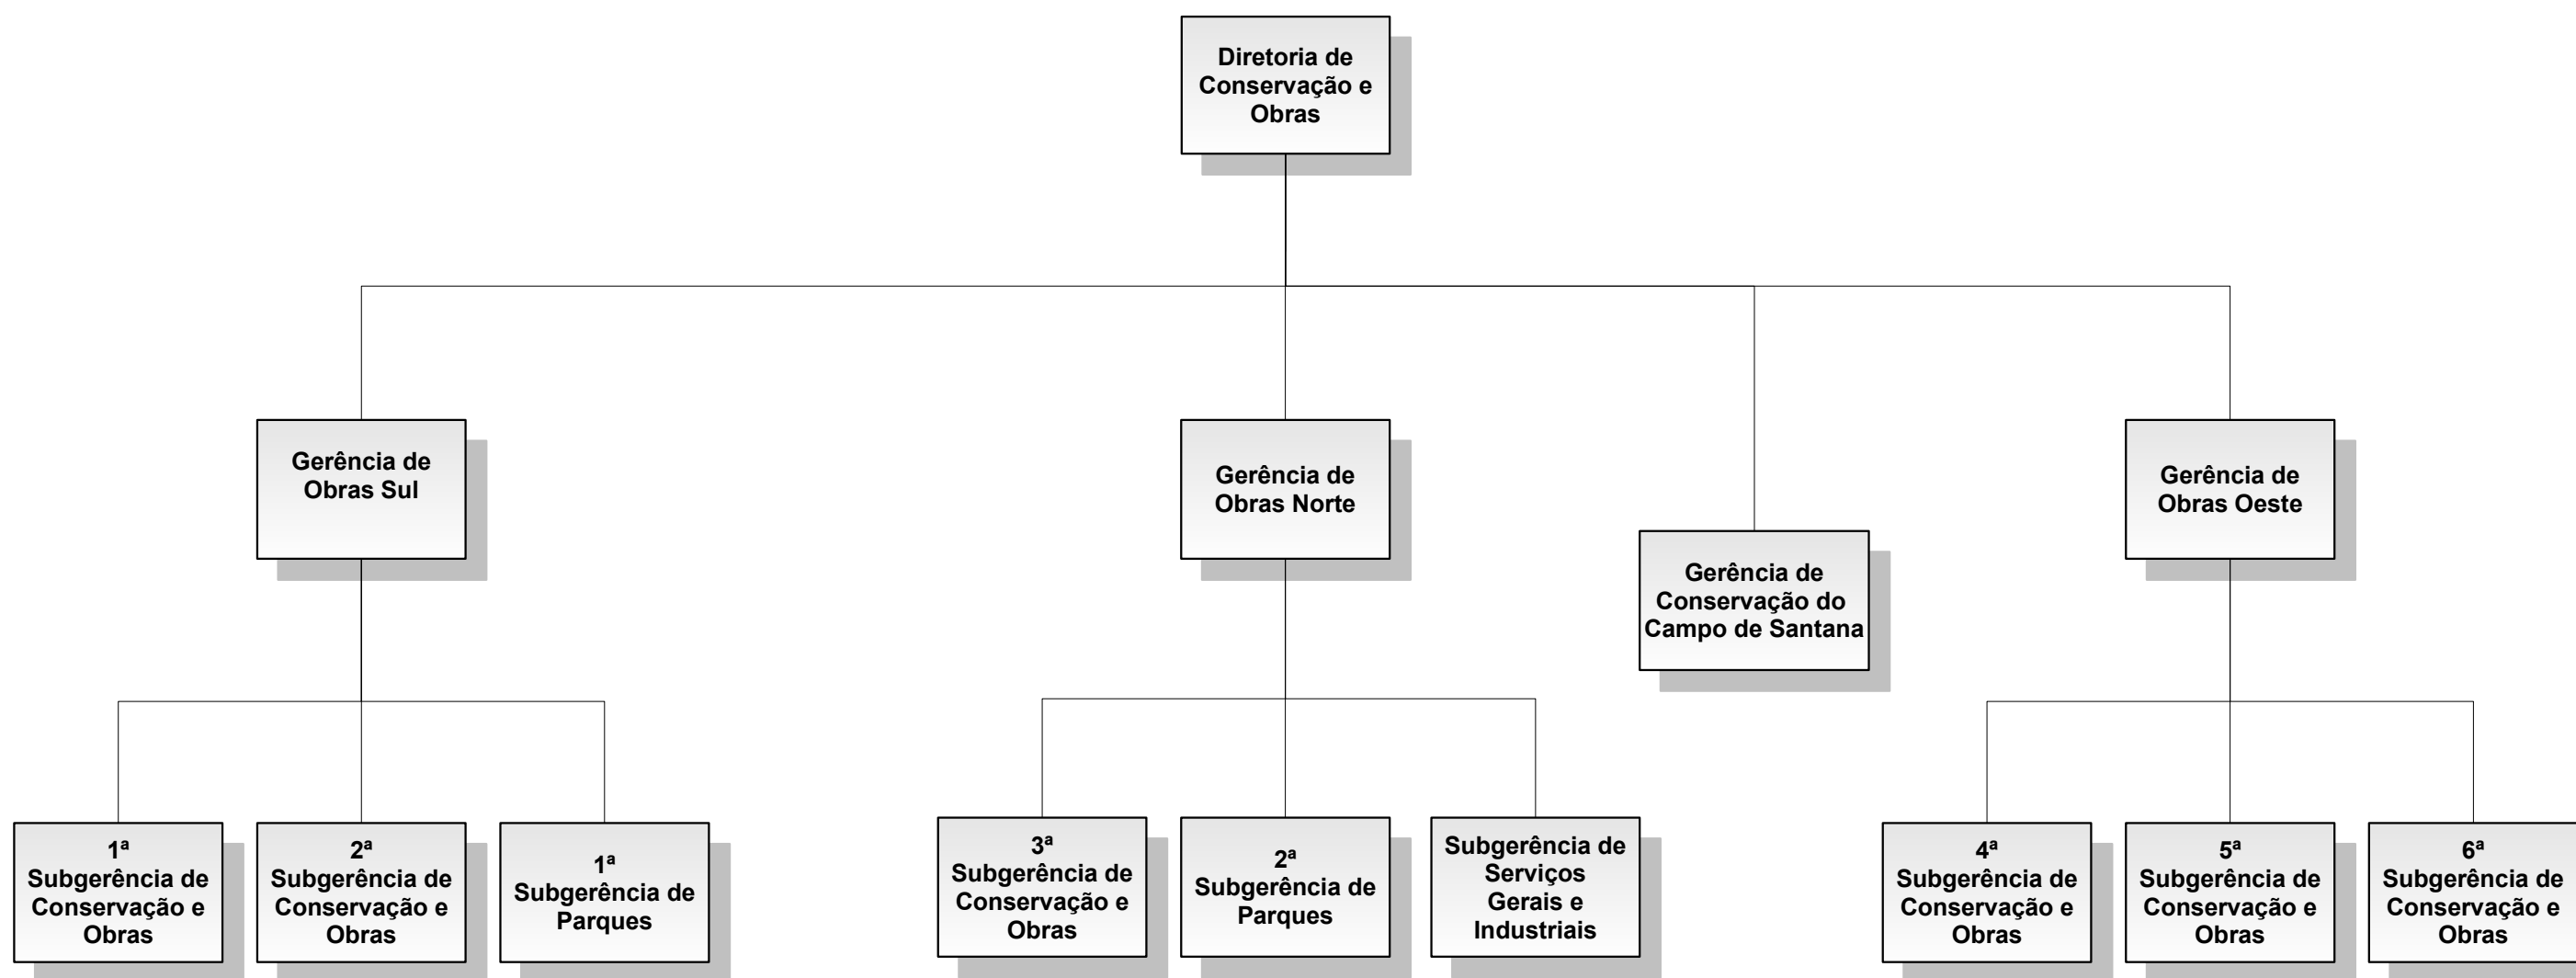 Diretoria de
Conservação e
Obras
Gerência de
Obras Sul
Gerência de
Obras Norte
Gerência de
Conservação do
Campo de Santana
Gerência de
Obras Oeste
1ª
Subgerência de
Conservação e
Obras
2ª
Subgerência de
Conservação e
Obras
1ª
Subgerência de
Parques
3ª
Subgerência de
Conservação e
Obras
2ª
Subgerência de
Parques
Subgerência de
Serviços
Gerais e
Industriais
4ª
Subgerência de
Conservação e
Obras
5ª
Subgerência de
Conservação e
Obras
6ª
Subgerência de
Conservação e
Obras